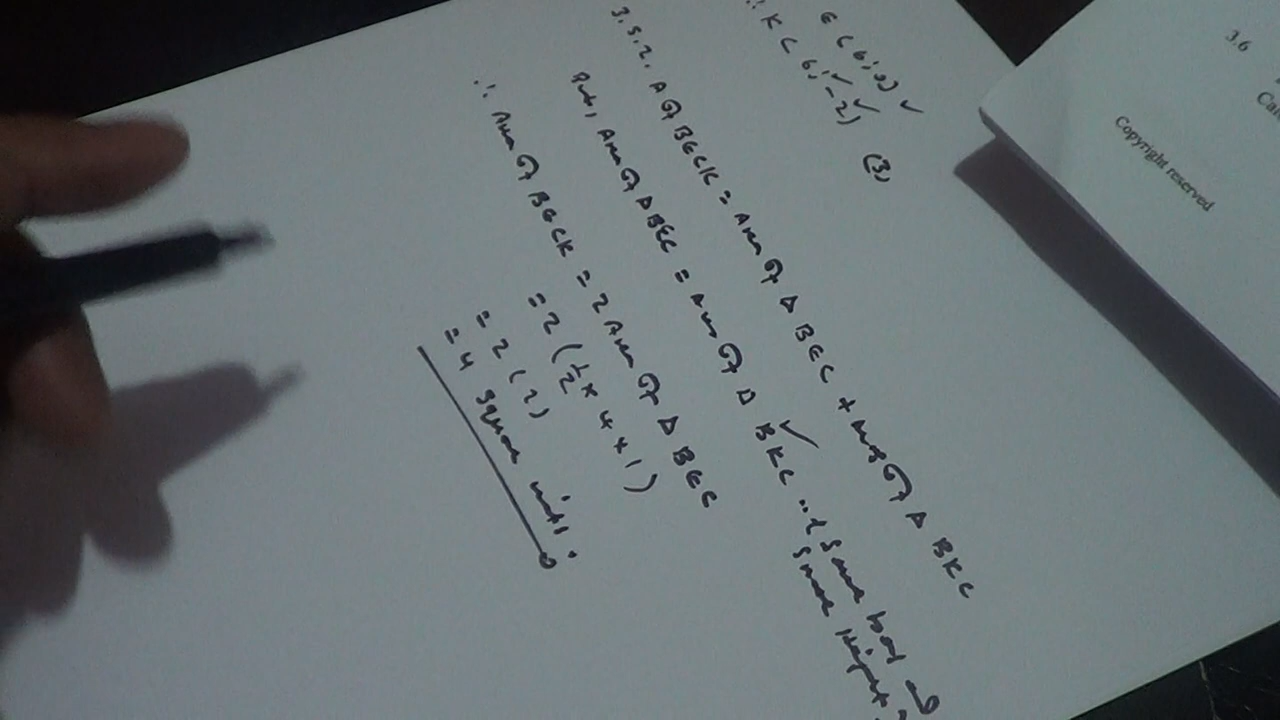 E (6; 0) ✓
∴ K (6; -2) ✓ ✓ (3)
3.5.2. A of BECK = Area of Δ BEC + Area of Δ BKC
But, Area of Δ BEC = Area of Δ BKC ✓ ... { Same base
Same height
∴ Area of BECK = 2 Area of Δ BEC
= 2 (1/2 × 4 × 1)
= 2 (2)
= 4 square units.
3.6
Copyright reserved